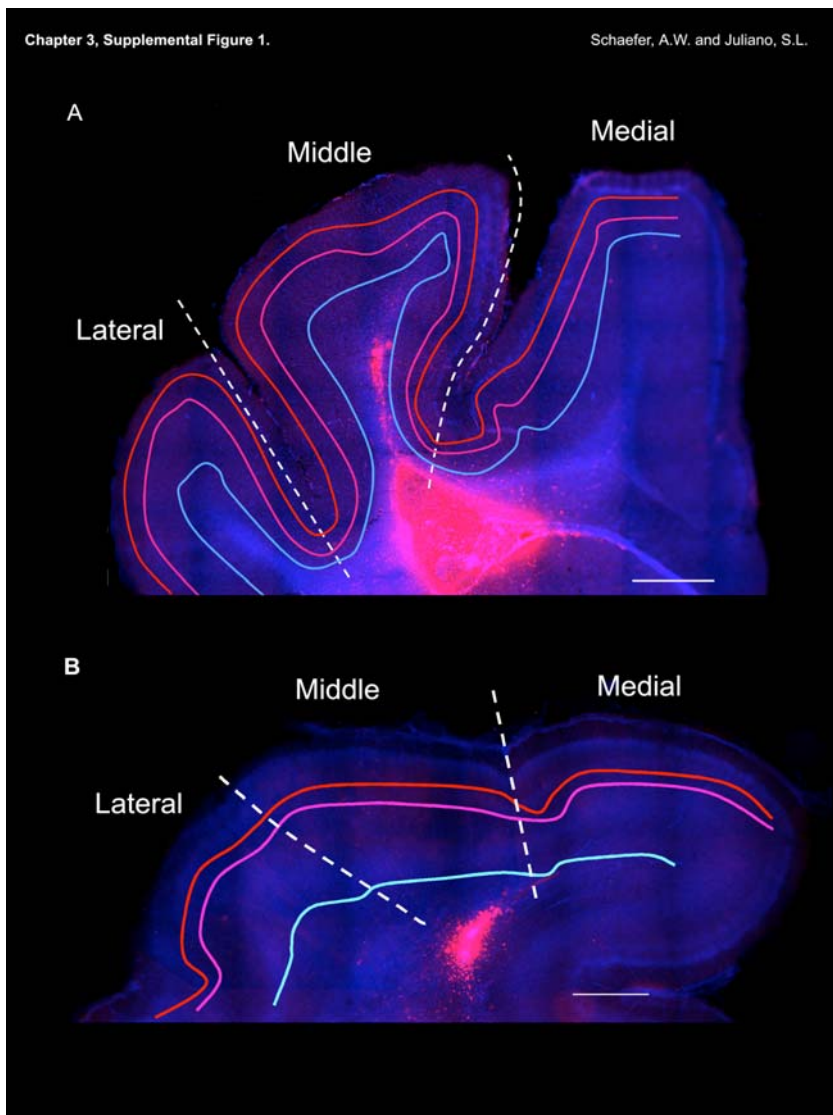 Chapter 3, Supplemental Figure 1.
Schaefer, A.W. and Juliano, S.L.
A
Middle
Medial
Lateral
B
Middle
Medial
Lateral